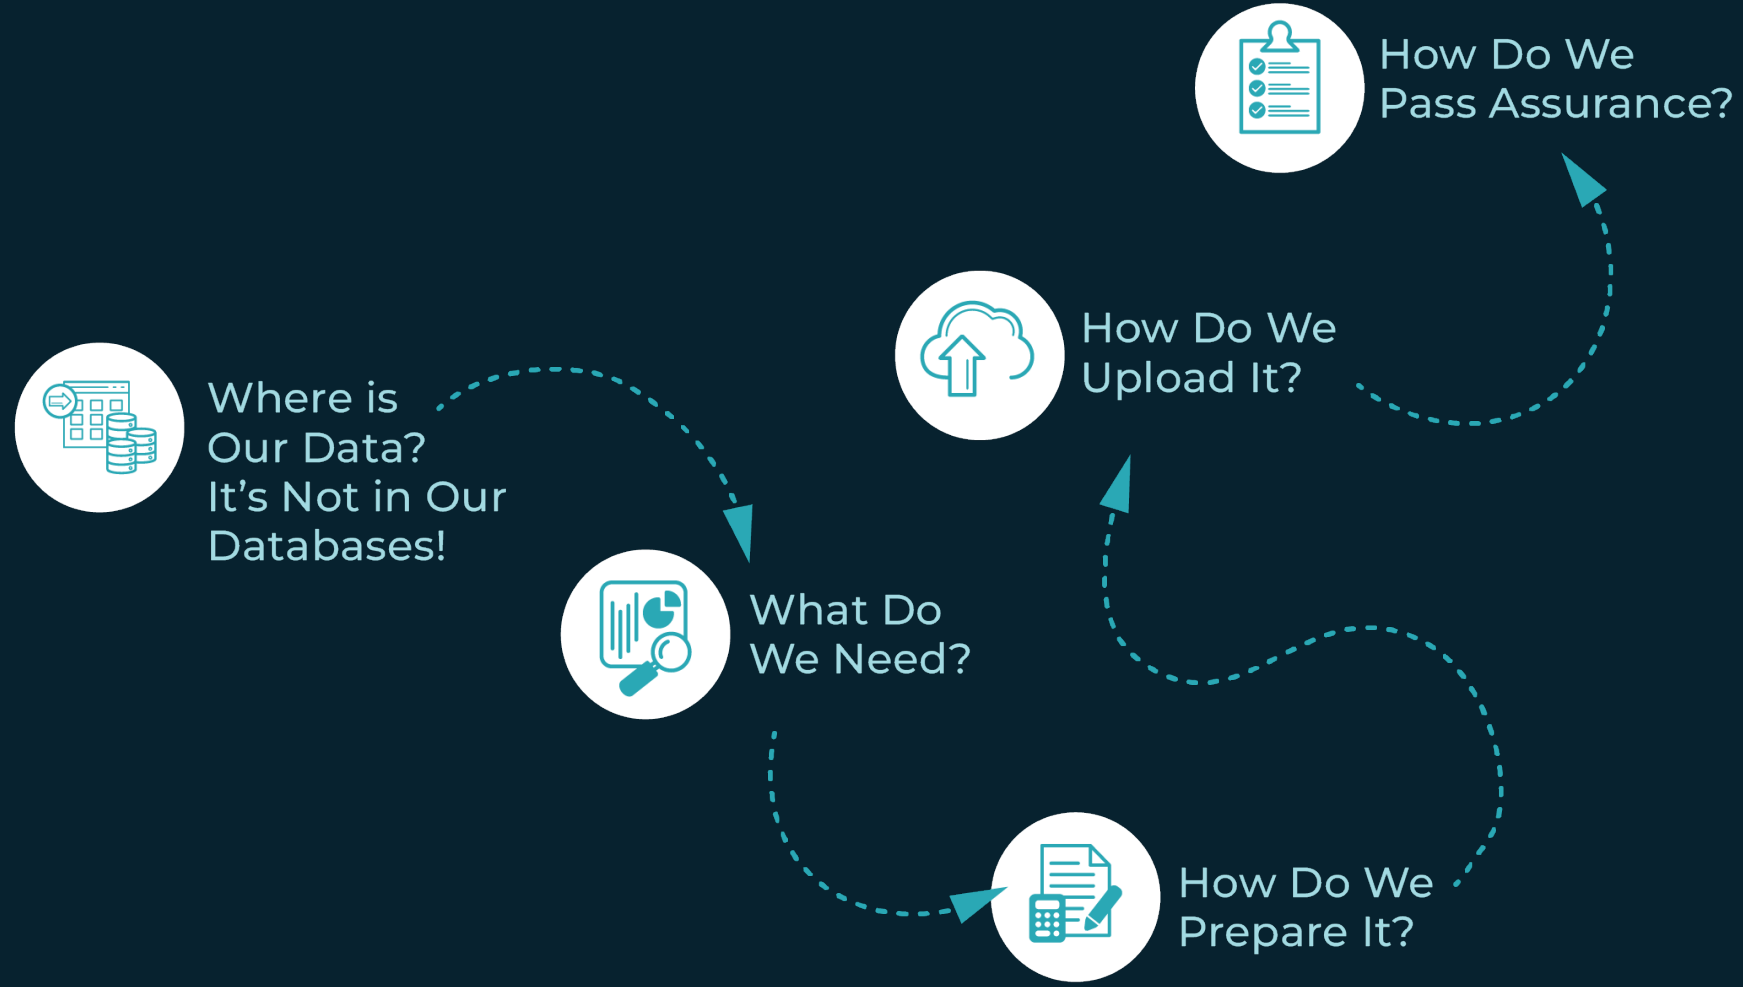 Where is
Our Data?
It’s Not in Our
Databases!
What Do
We Need?
How Do We
Prepare It?
How Do We
Upload It?
How Do We
Pass Assurance?